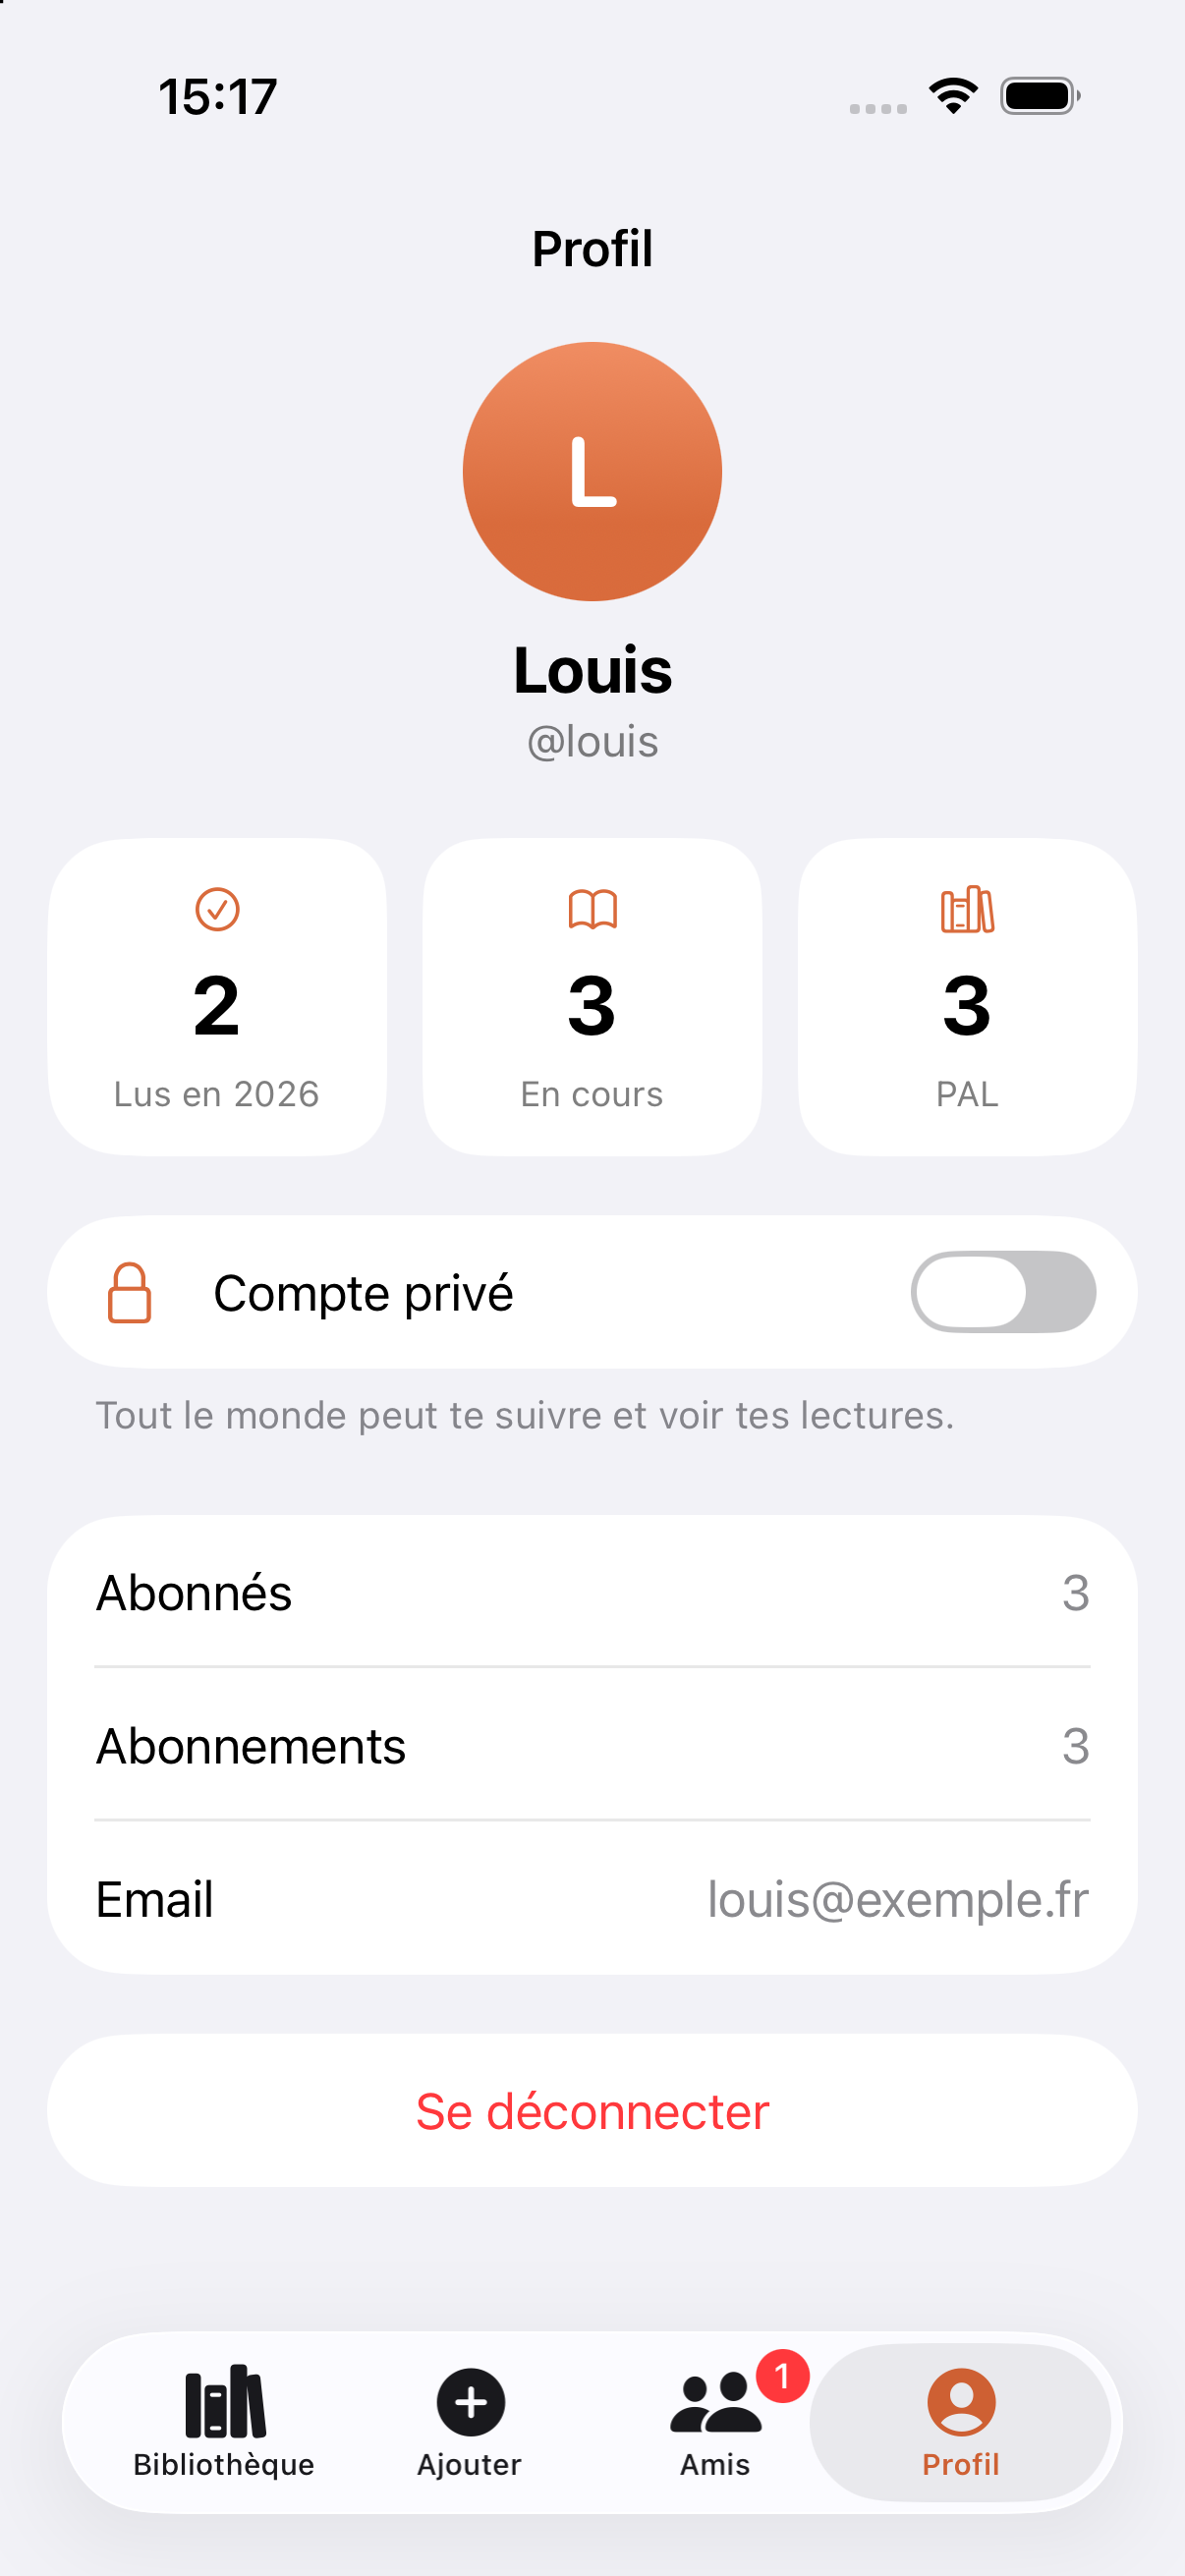 15:17
Profil
L
Louis
@louis
2
3
3
Lus en 2026
En cours
PAL
Compte privé
Tout le monde peut te suivre et voir tes lectures.
Abonnés 3
Abonnements 3
Email louis@exemple.fr
Se déconnecter
1
Bibliothèque
Ajouter
Amis
Profil